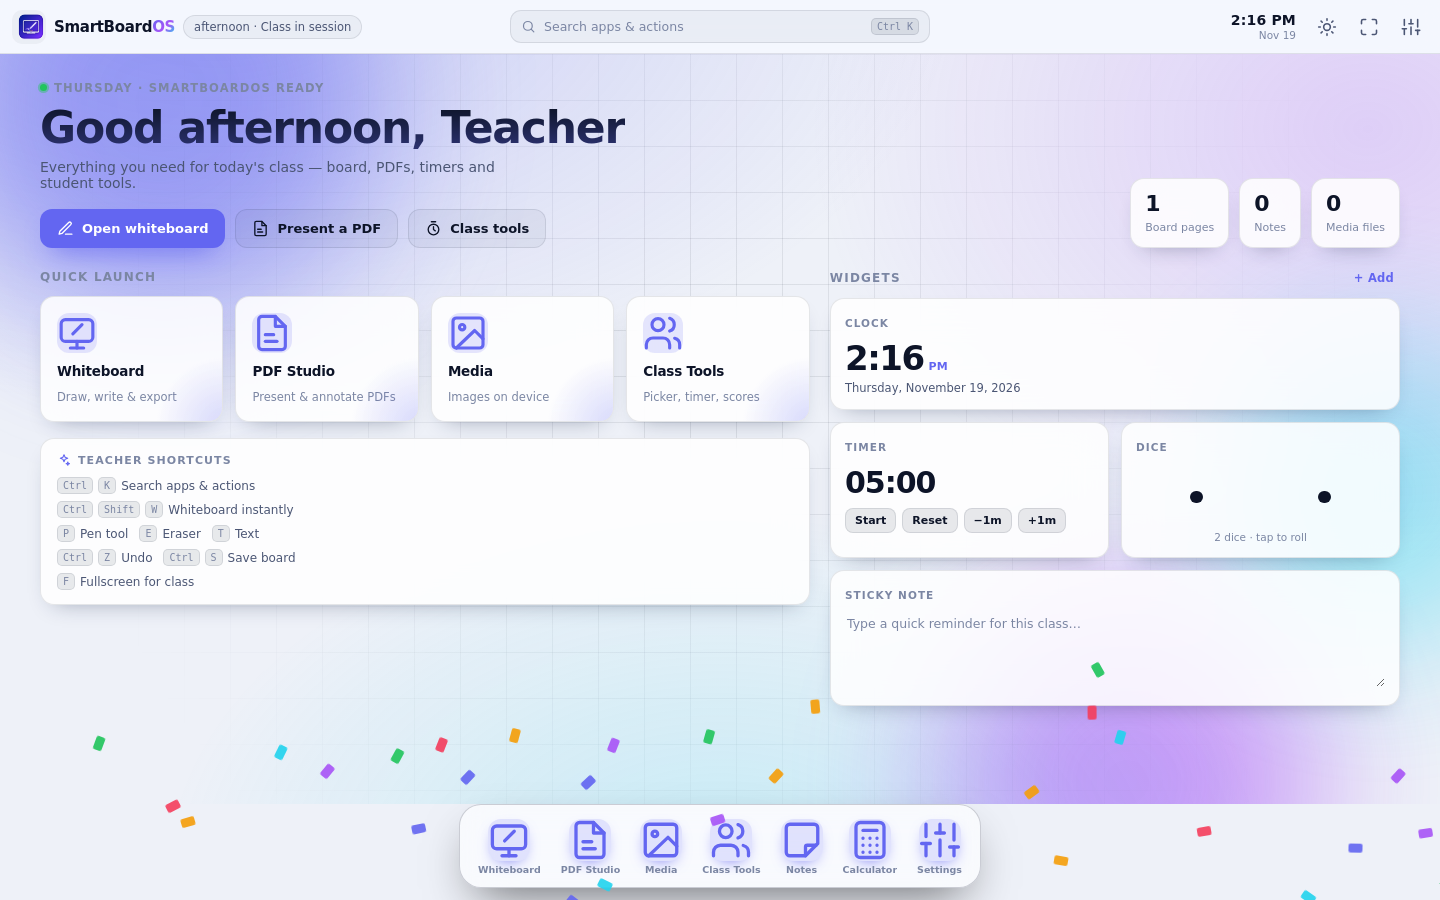 SmartBoardOS
afternoon · Class in session
Search apps & actions
Ctrl K
2:16 PM
Nov 19
THURSDAY · SMARTBOARDOS READY
Good afternoon, Teacher
Everything you need for today's class — board, PDFs, timers and
student tools.
Open whiteboard
Present a PDF
Class tools
1
Board pages
0
Notes
0
Media files
QUICK LAUNCH
Whiteboard
Draw, write & export
PDF Studio
Present & annotate PDFs
Media
Images on device
Class Tools
Picker, timer, scores
TEACHER SHORTCUTS
Ctrl K Search apps & actions
Ctrl Shift W Whiteboard instantly
P Pen tool E Eraser T Text
Ctrl Z Undo Ctrl S Save board
F Fullscreen for class
WIDGETS
+ Add
CLOCK
2:16 PM
Thursday, November 19, 2026
TIMER
05:00
Start Reset −1m +1m
DICE
2 dice · tap to roll
STICKY NOTE
Type a quick reminder for this class…
Whiteboard
PDF Studio
Media
Class Tools
Notes
Calculator
Settings